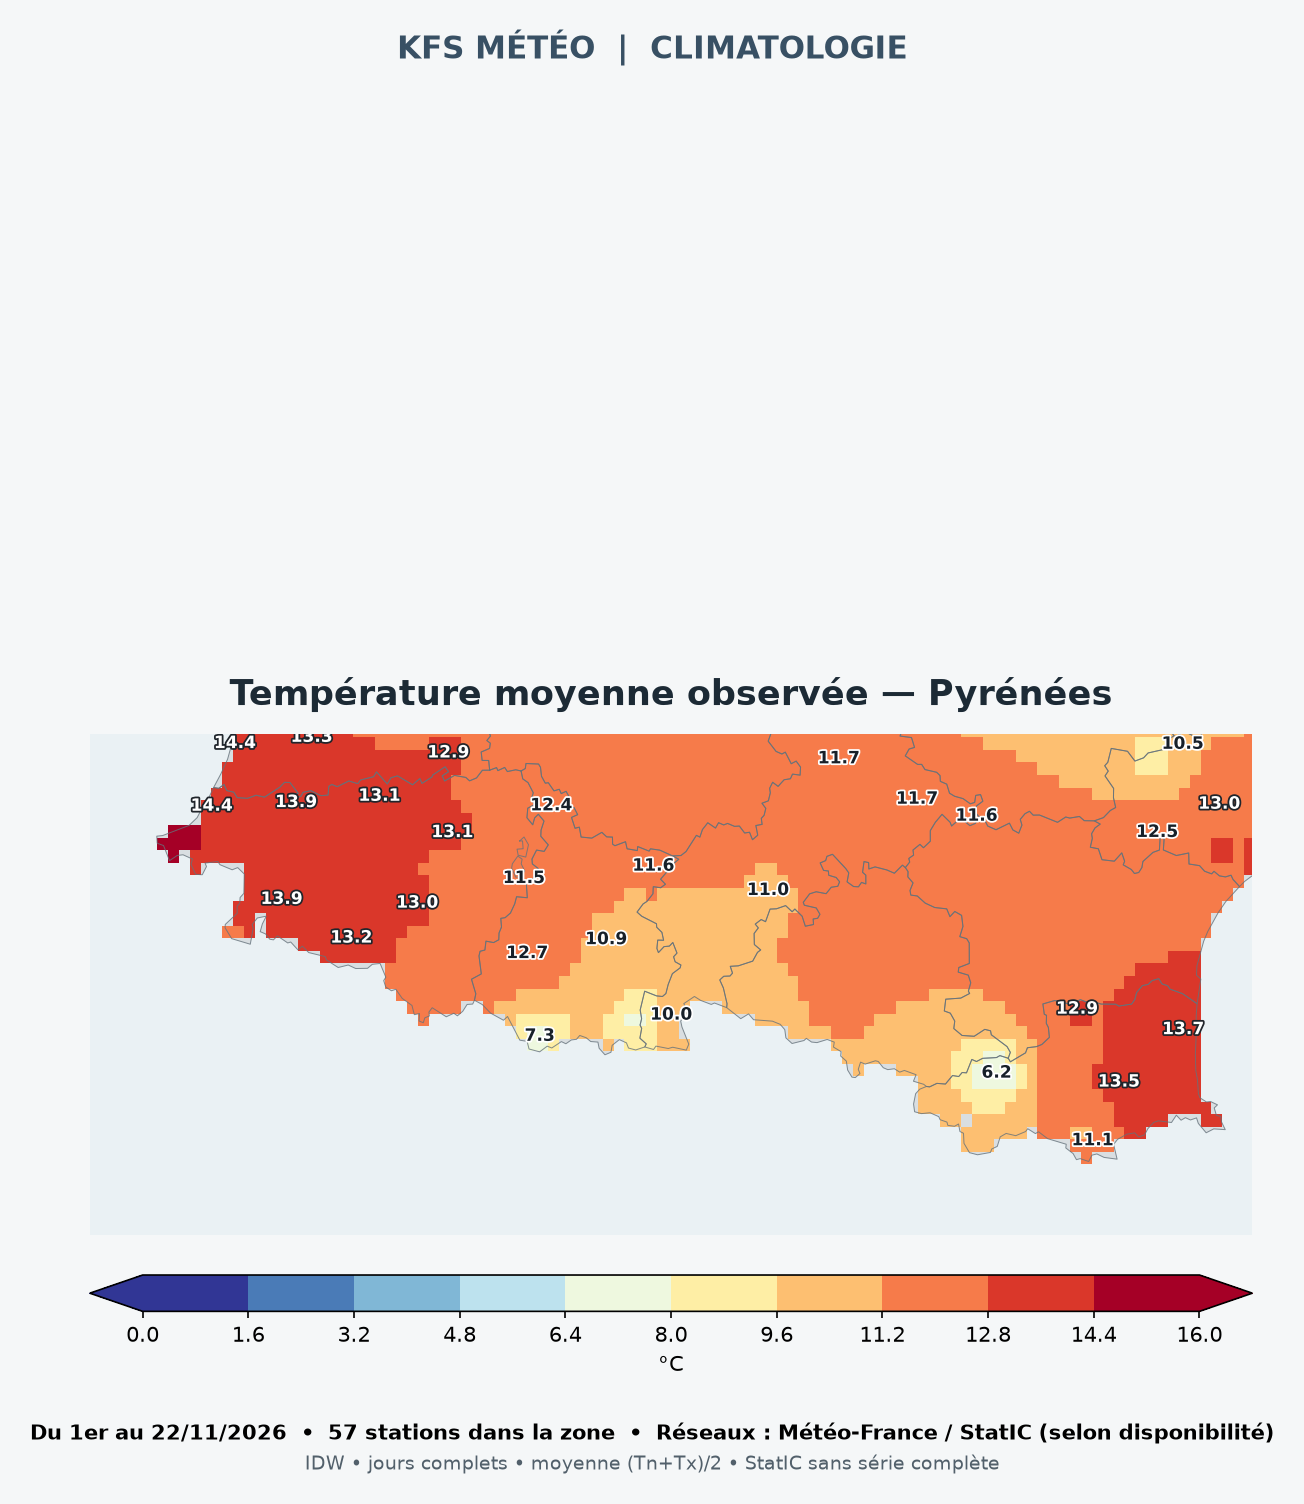 KFS MÉTÉO | CLIMATOLOGIE
Température moyenne observée — Pyrénées
14.4 13.3 12.9 11.7 10.5
14.4 13.9 13.1 12.4 11.7 11.6 13.0
13.1 12.5
11.6
13.9 13.0 11.5 11.0
13.2 12.7 10.9
7.3 10.0 12.9 13.7
6.2 13.5
11.1
0.0 1.6 3.2 4.8 6.4 8.0 9.6 11.2 12.8 14.4 16.0
°C
Du 1er au 22/11/2026 • 57 stations dans la zone • Réseaux : Météo-France / StatIC (selon disponibilité)
IDW • jours complets • moyenne (Tn+Tx)/2 • StatIC sans série complète